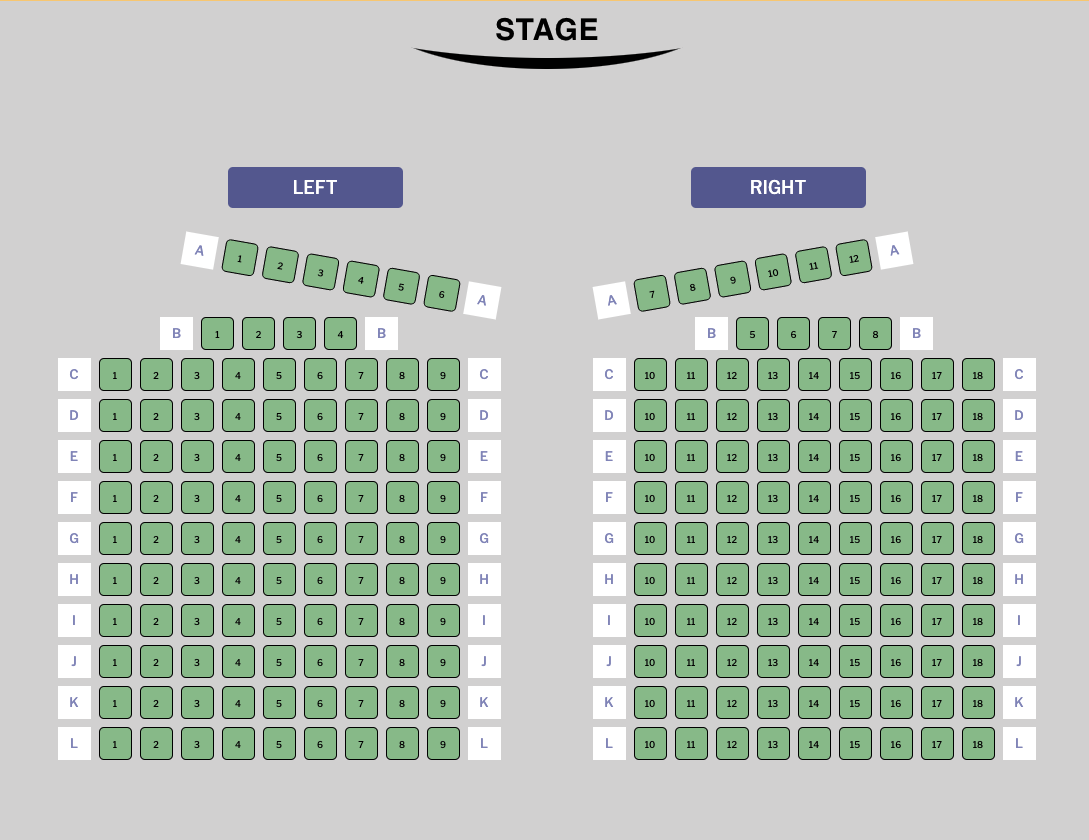 STAGE
LEFT RIGHT
A 1 2 3 4 5 6 A A 7 8 9 10 11 12 A
B 1 2 3 4 B B 5 6 7 8 B
C 1 2 3 4 5 6 7 8 9 C C 10 11 12 13 14 15 16 17 18 C
D 1 2 3 4 5 6 7 8 9 D D 10 11 12 13 14 15 16 17 18 D
E 1 2 3 4 5 6 7 8 9 E E 10 11 12 13 14 15 16 17 18 E
F 1 2 3 4 5 6 7 8 9 F F 10 11 12 13 14 15 16 17 18 F
G 1 2 3 4 5 6 7 8 9 G G 10 11 12 13 14 15 16 17 18 G
H 1 2 3 4 5 6 7 8 9 H H 10 11 12 13 14 15 16 17 18 H
I 1 2 3 4 5 6 7 8 9 I I 10 11 12 13 14 15 16 17 18 I
J 1 2 3 4 5 6 7 8 9 J J 10 11 12 13 14 15 16 17 18 J
K 1 2 3 4 5 6 7 8 9 K K 10 11 12 13 14 15 16 17 18 K
L 1 2 3 4 5 6 7 8 9 L L 10 11 12 13 14 15 16 17 18 L